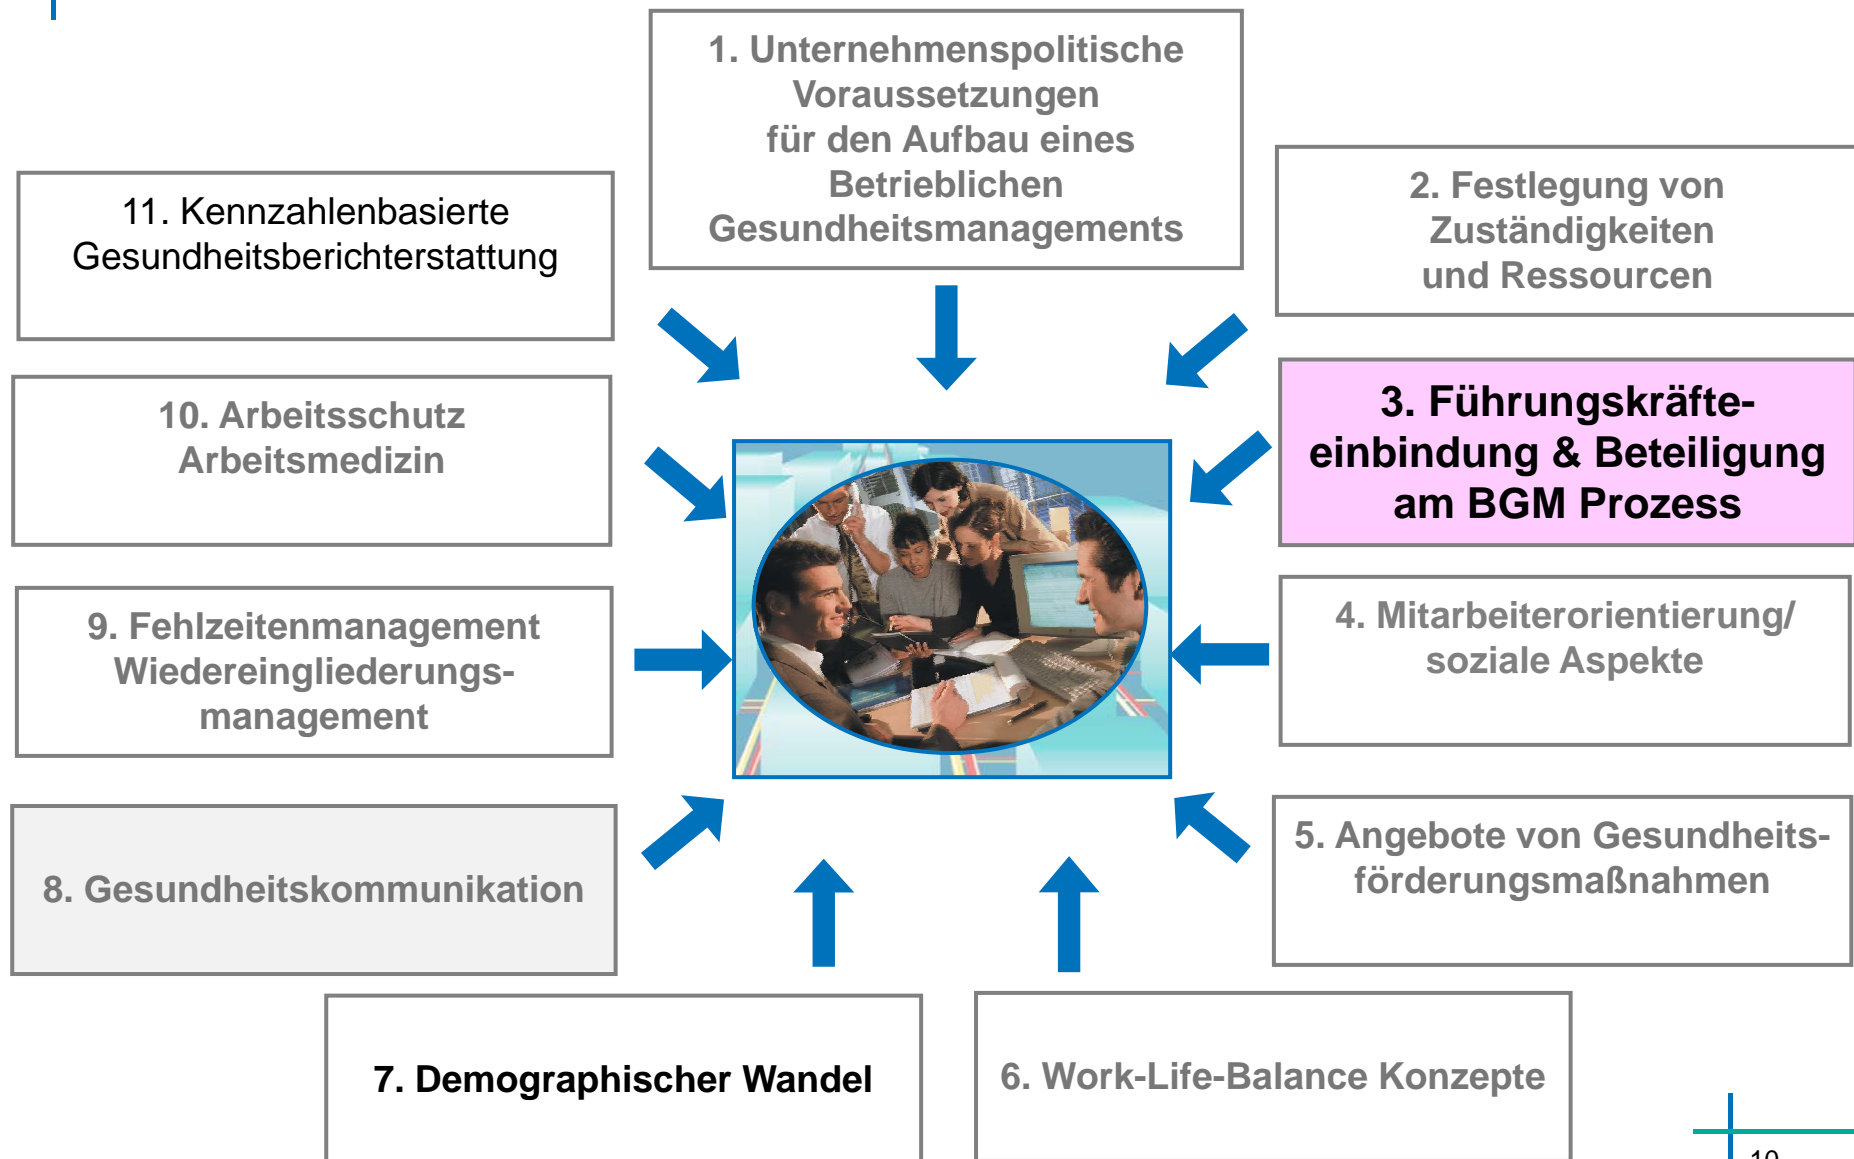 1. Unternehmenspolitische
Voraussetzungen
für den Aufbau eines
Betrieblichen
Gesundheitsmanagements
2. Festlegung von
Zuständigkeiten
und Ressourcen
3. Führungskräfte-
einbindung & Beteiligung
am BGM Prozess
4. Mitarbeiterorientierung/
soziale Aspekte
5. Angebote von Gesundheits-
förderungsmaßnahmen
6. Work-Life-Balance Konzepte
7. Demographischer Wandel
8. Gesundheitskommunikation
9. Fehlzeitenmanagement
Wiedereingliederungs-
management
10. Arbeitsschutz
Arbeitsmedizin
11. Kennzahlenbasierte
Gesundheitsberichterstattung
10